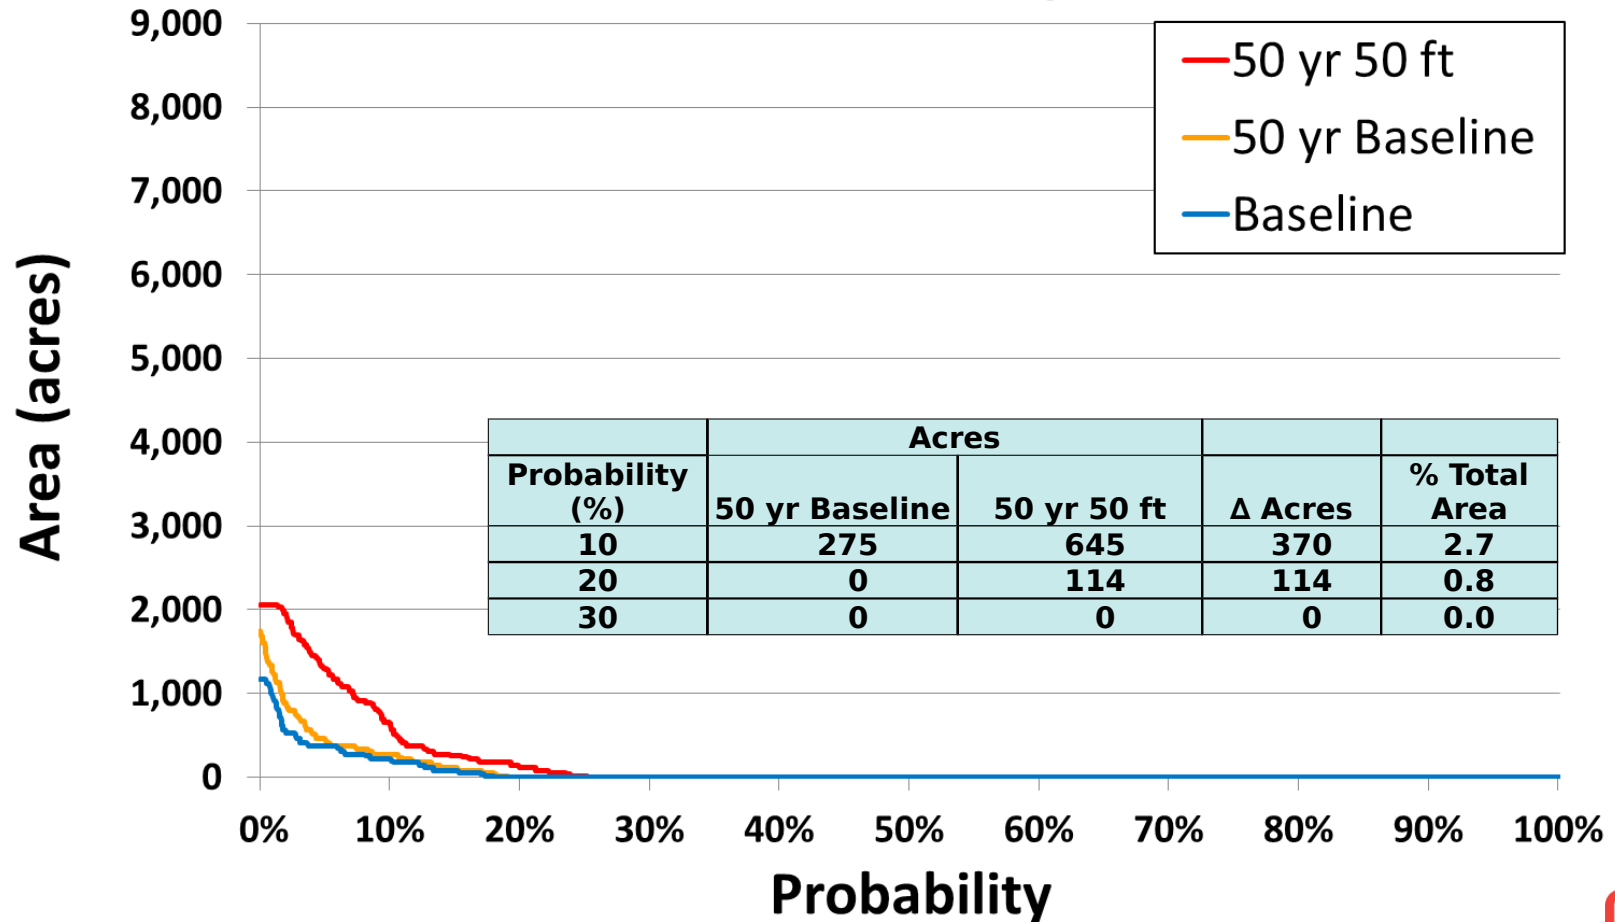 9,000
8,000
7,000
6,000
5,000
4,000
3,000
2,000
1,000
0
Area (acres)
50 yr 50 ft
50 yr Baseline
Baseline
Acres
Probability (%) 50 yr Baseline 50 yr 50 ft Δ Acres % Total Area
10 275 645 370 2.7
20 0 114 114 0.8
30 0 0 0 0.0
0% 10% 20% 30% 40% 50% 60% 70% 80% 90% 100%
Probability